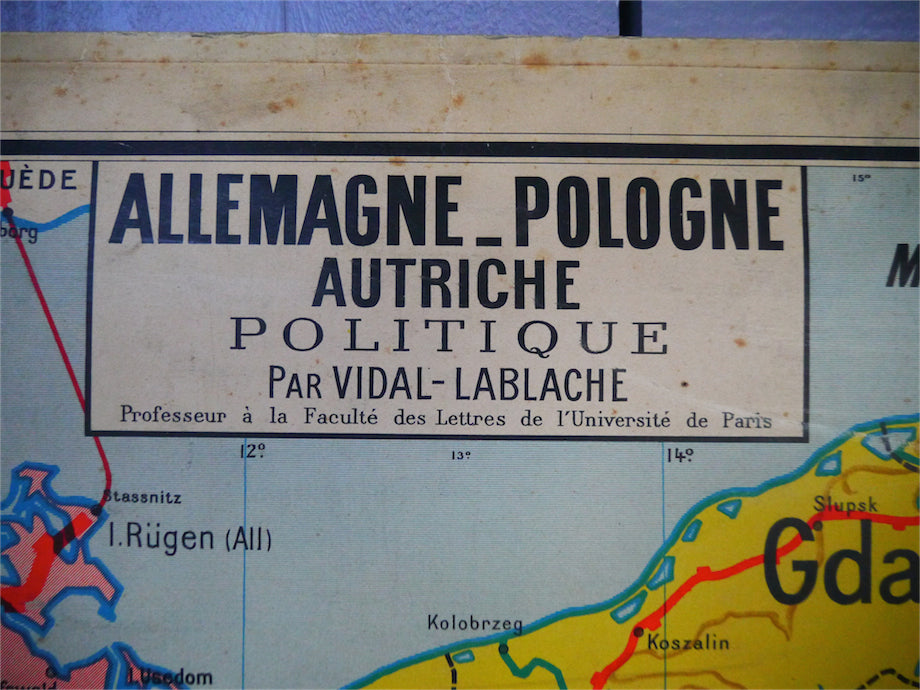 UÈDE
ALLEMAGNE_POLOGNE
AUTRICHE
POLITIQUE
PAR VIDAL-LABLACHE
Professeur à la Faculté des Lettres de l'Université de Paris
15°
M
borg
12°
13°
14°
Stassnitz
I.Rügen (All)
Slupsk
Gda
Kolobrzeg
Koszalin
I.Usedom